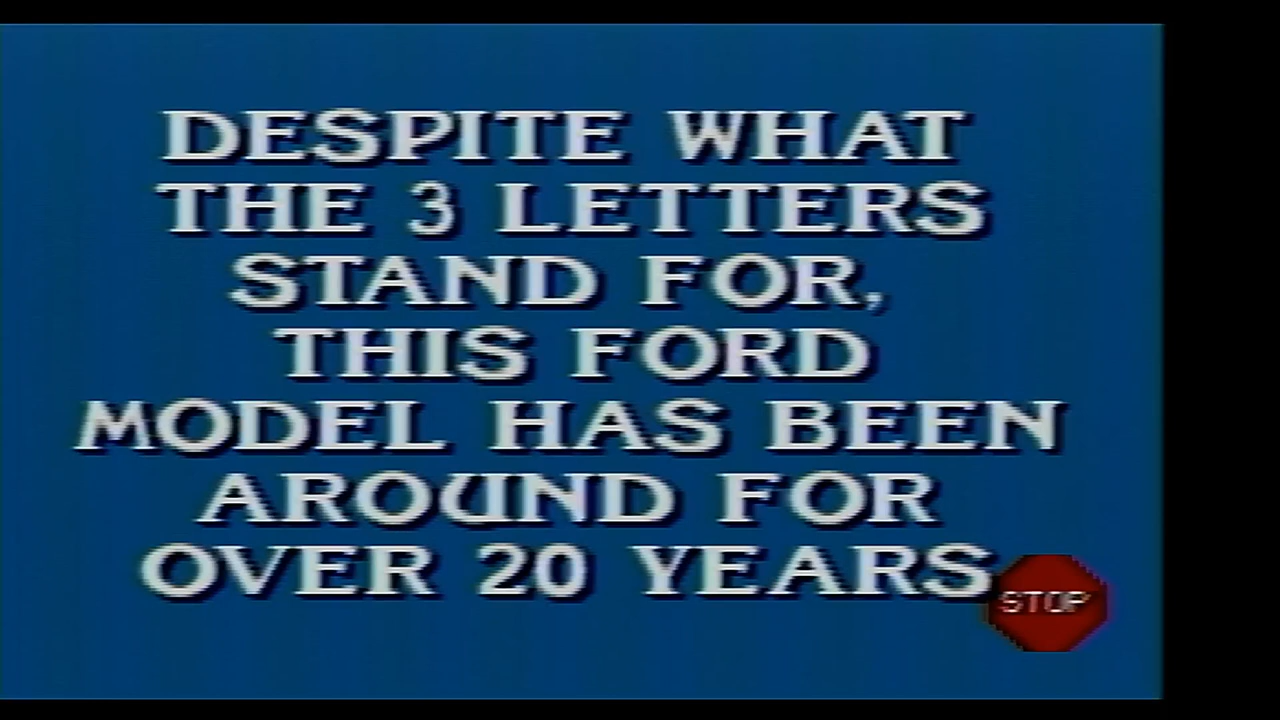 DESPITE WHAT
THE 3 LETTERS
STAND FOR,
THIS FORD
MODEL HAS BEEN
AROUND FOR
OVER 20 YEARS
STOP